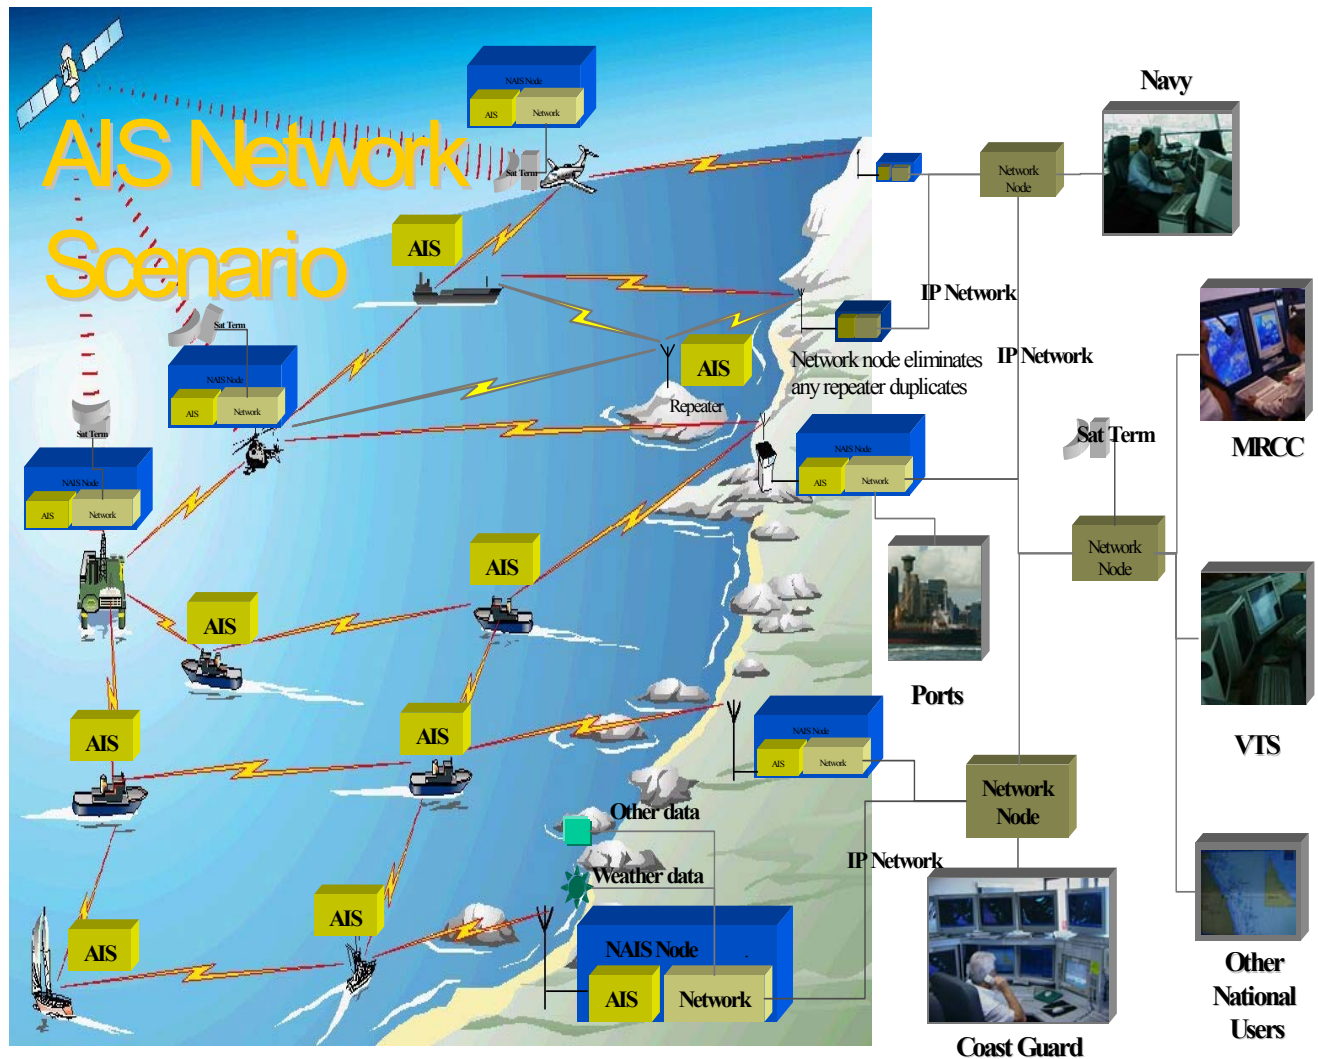 AIS Network
Scenario
NAIS Node
AIS
Network
Sat Term
Navy
Network
Node
AIS
IP Network
IP Network
Network node eliminates
any repeater duplicates
AIS
Repeater
Sat Term
NAIS Node
AIS
Network
Sat Term
NAIS Node
AIS
Network
NAIS Node
AIS
Network
Sat Term
MRCC
Network
Node
AIS
AIS
Ports
VTS
AIS
AIS
NAIS Node
AIS
Network
Network
Node
Other data
IP Network
Weather data
AIS
AIS
NAIS Node
AIS
Network
Coast Guard
Other
National
Users